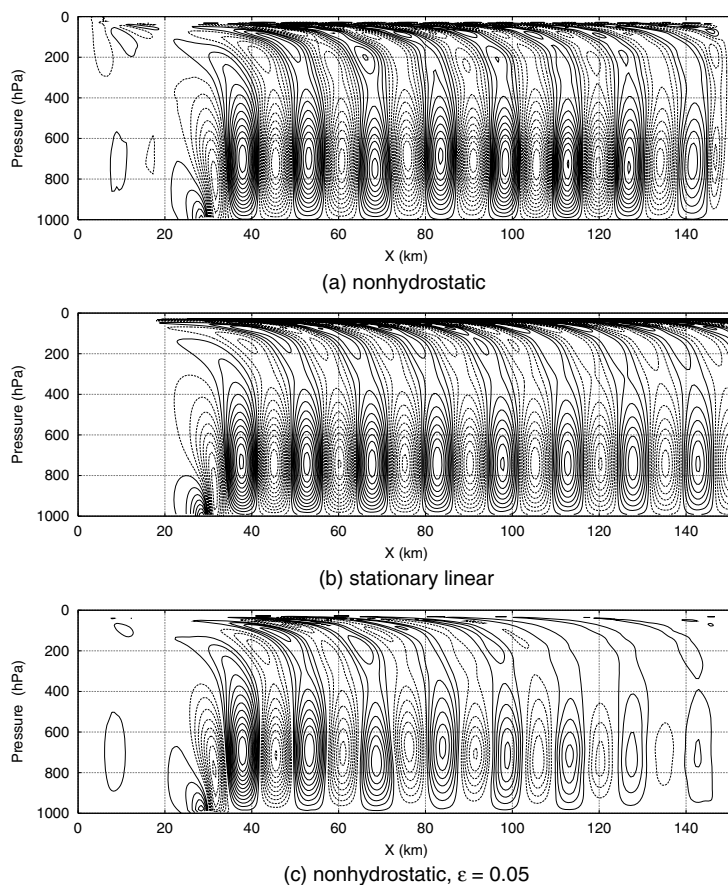 0
200
400
600
800
1000
Pressure (hPa)
0 20 40 60 80 100 120 140
X (km)
(a) nonhydrostatic
0
200
400
600
800
1000
Pressure (hPa)
0 20 40 60 80 100 120 140
X (km)
(b) stationary linear
0
200
400
600
800
1000
Pressure (hPa)
0 20 40 60 80 100 120 140
X (km)
(c) nonhydrostatic, ε = 0.05